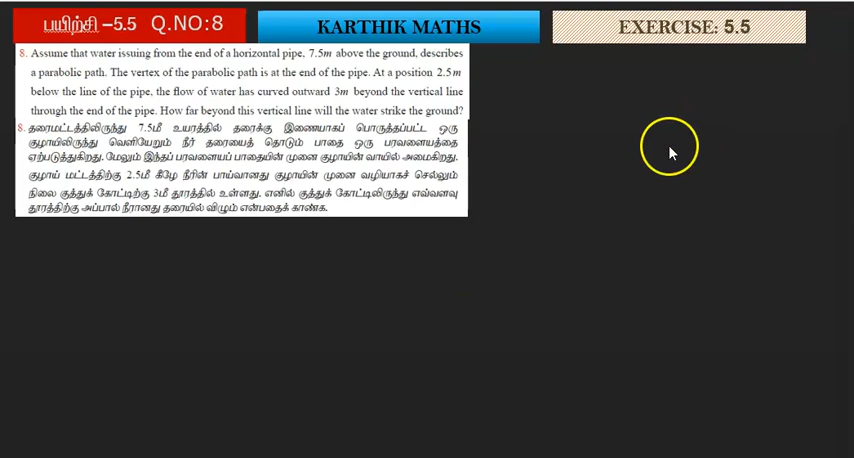 பயிற்சி –5.5 Q.NO:8
KARTHIK MATHS
EXERCISE: 5.5
8. Assume that water issuing from the end of a horizontal pipe, 7.5m above the ground, describes
a parabolic path. The vertex of the parabolic path is at the end of the pipe. At a position 2.5m
below the line of the pipe, the flow of water has curved outward 3m beyond the vertical line
through the end of the pipe. How far beyond this vertical line will the water strike the ground?
8. தரைமட்டத்திலிருந்து 7.5மீ உயரத்தில் தரைக்கு இணையாகப் பொருத்தப்பட்ட ஒரு
குழாயிலிருந்து வெளியேறும் நீர் தரையைத் தொடும் பாதை ஒரு பரவளையத்தை
ஏற்படுத்துகிறது. மேலும் இந்தப் பரவளையப் பாதையின் முனை குழாயின் வாயில் அமைகிறது.
குழாய் மட்டத்திற்கு 2.5மீ கீழே நீரின் பாய்வானது குழாயின் முனை வழியாகச் செல்லும்
நிலை குத்துக் கோட்டிற்கு 3மீ தூரத்தில் உள்ளது. எனில் குத்துக் கோட்டிலிருந்து எவ்வளவு
தூரத்திற்கு அப்பால் நீரானது தரையில் விழும் என்பதைக் காண்க.